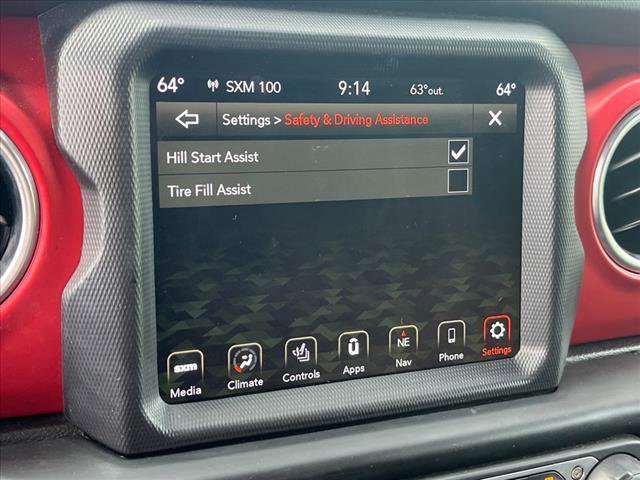 64° SXM 100 9:14 63°out. 64°
Settings > Safety & Driving Assistance X
Hill Start Assist
Tire Fill Assist
sxm NE
Media Climate Controls Apps Nav Phone Settings